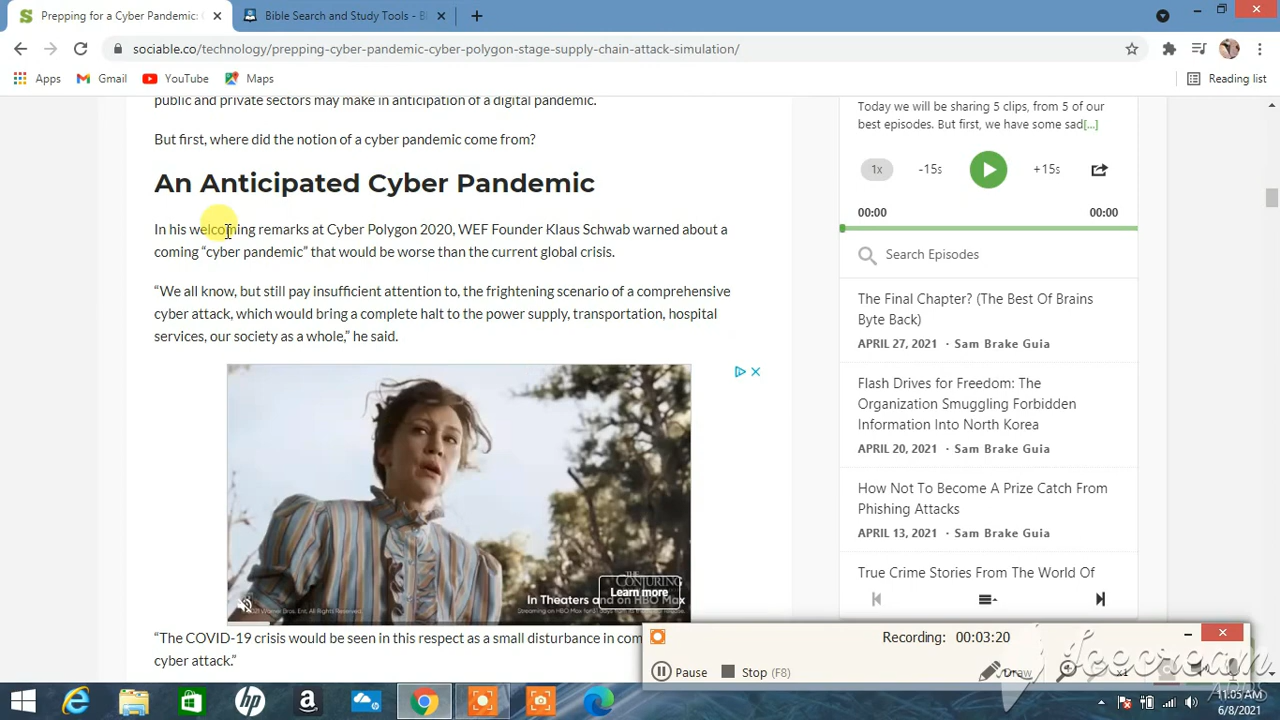 Prepping for a Cyber Pandemic:
Bible Search and Study Tools - B
sociable.co/technology/prepping-cyber-pandemic-cyber-polygon-stage-supply-chain-attack-simulation/
Apps
Gmail
YouTube
Maps
Reading list
public and private sectors may make in anticipation of a digital pandemic.
But first, where did the notion of a cyber pandemic come from?
An Anticipated Cyber Pandemic
In his welcoming remarks at Cyber Polygon 2020, WEF Founder Klaus Schwab warned about a
coming “cyber pandemic” that would be worse than the current global crisis.
“We all know, but still pay insufficient attention to, the frightening scenario of a comprehensive
cyber attack, which would bring a complete halt to the power supply, transportation, hospital
services, our society as a whole,” he said.
THE
CONJURING
In Theaters and on HBO Max
Learn more
“The COVID-19 crisis would be seen in this respect as a small disturbance in com
cyber attack.”
Today we will be sharing 5 clips, from 5 of our
best episodes. But first, we have some sad[...]
1x
-15s
+15s
00:00
00:00
Search Episodes
The Final Chapter? (The Best Of Brains
Byte Back)
APRIL 27, 2021 · Sam Brake Guia
Flash Drives for Freedom: The
Organization Smuggling Forbidden
Information Into North Korea
APRIL 20, 2021 · Sam Brake Guia
How Not To Become A Prize Catch From
Phishing Attacks
APRIL 13, 2021 · Sam Brake Guia
True Crime Stories From The World Of
Recording: 00:03:20
Pause
Stop (F8)
Draw
x1
Icecream
APPS
11:05 AM
6/8/2021